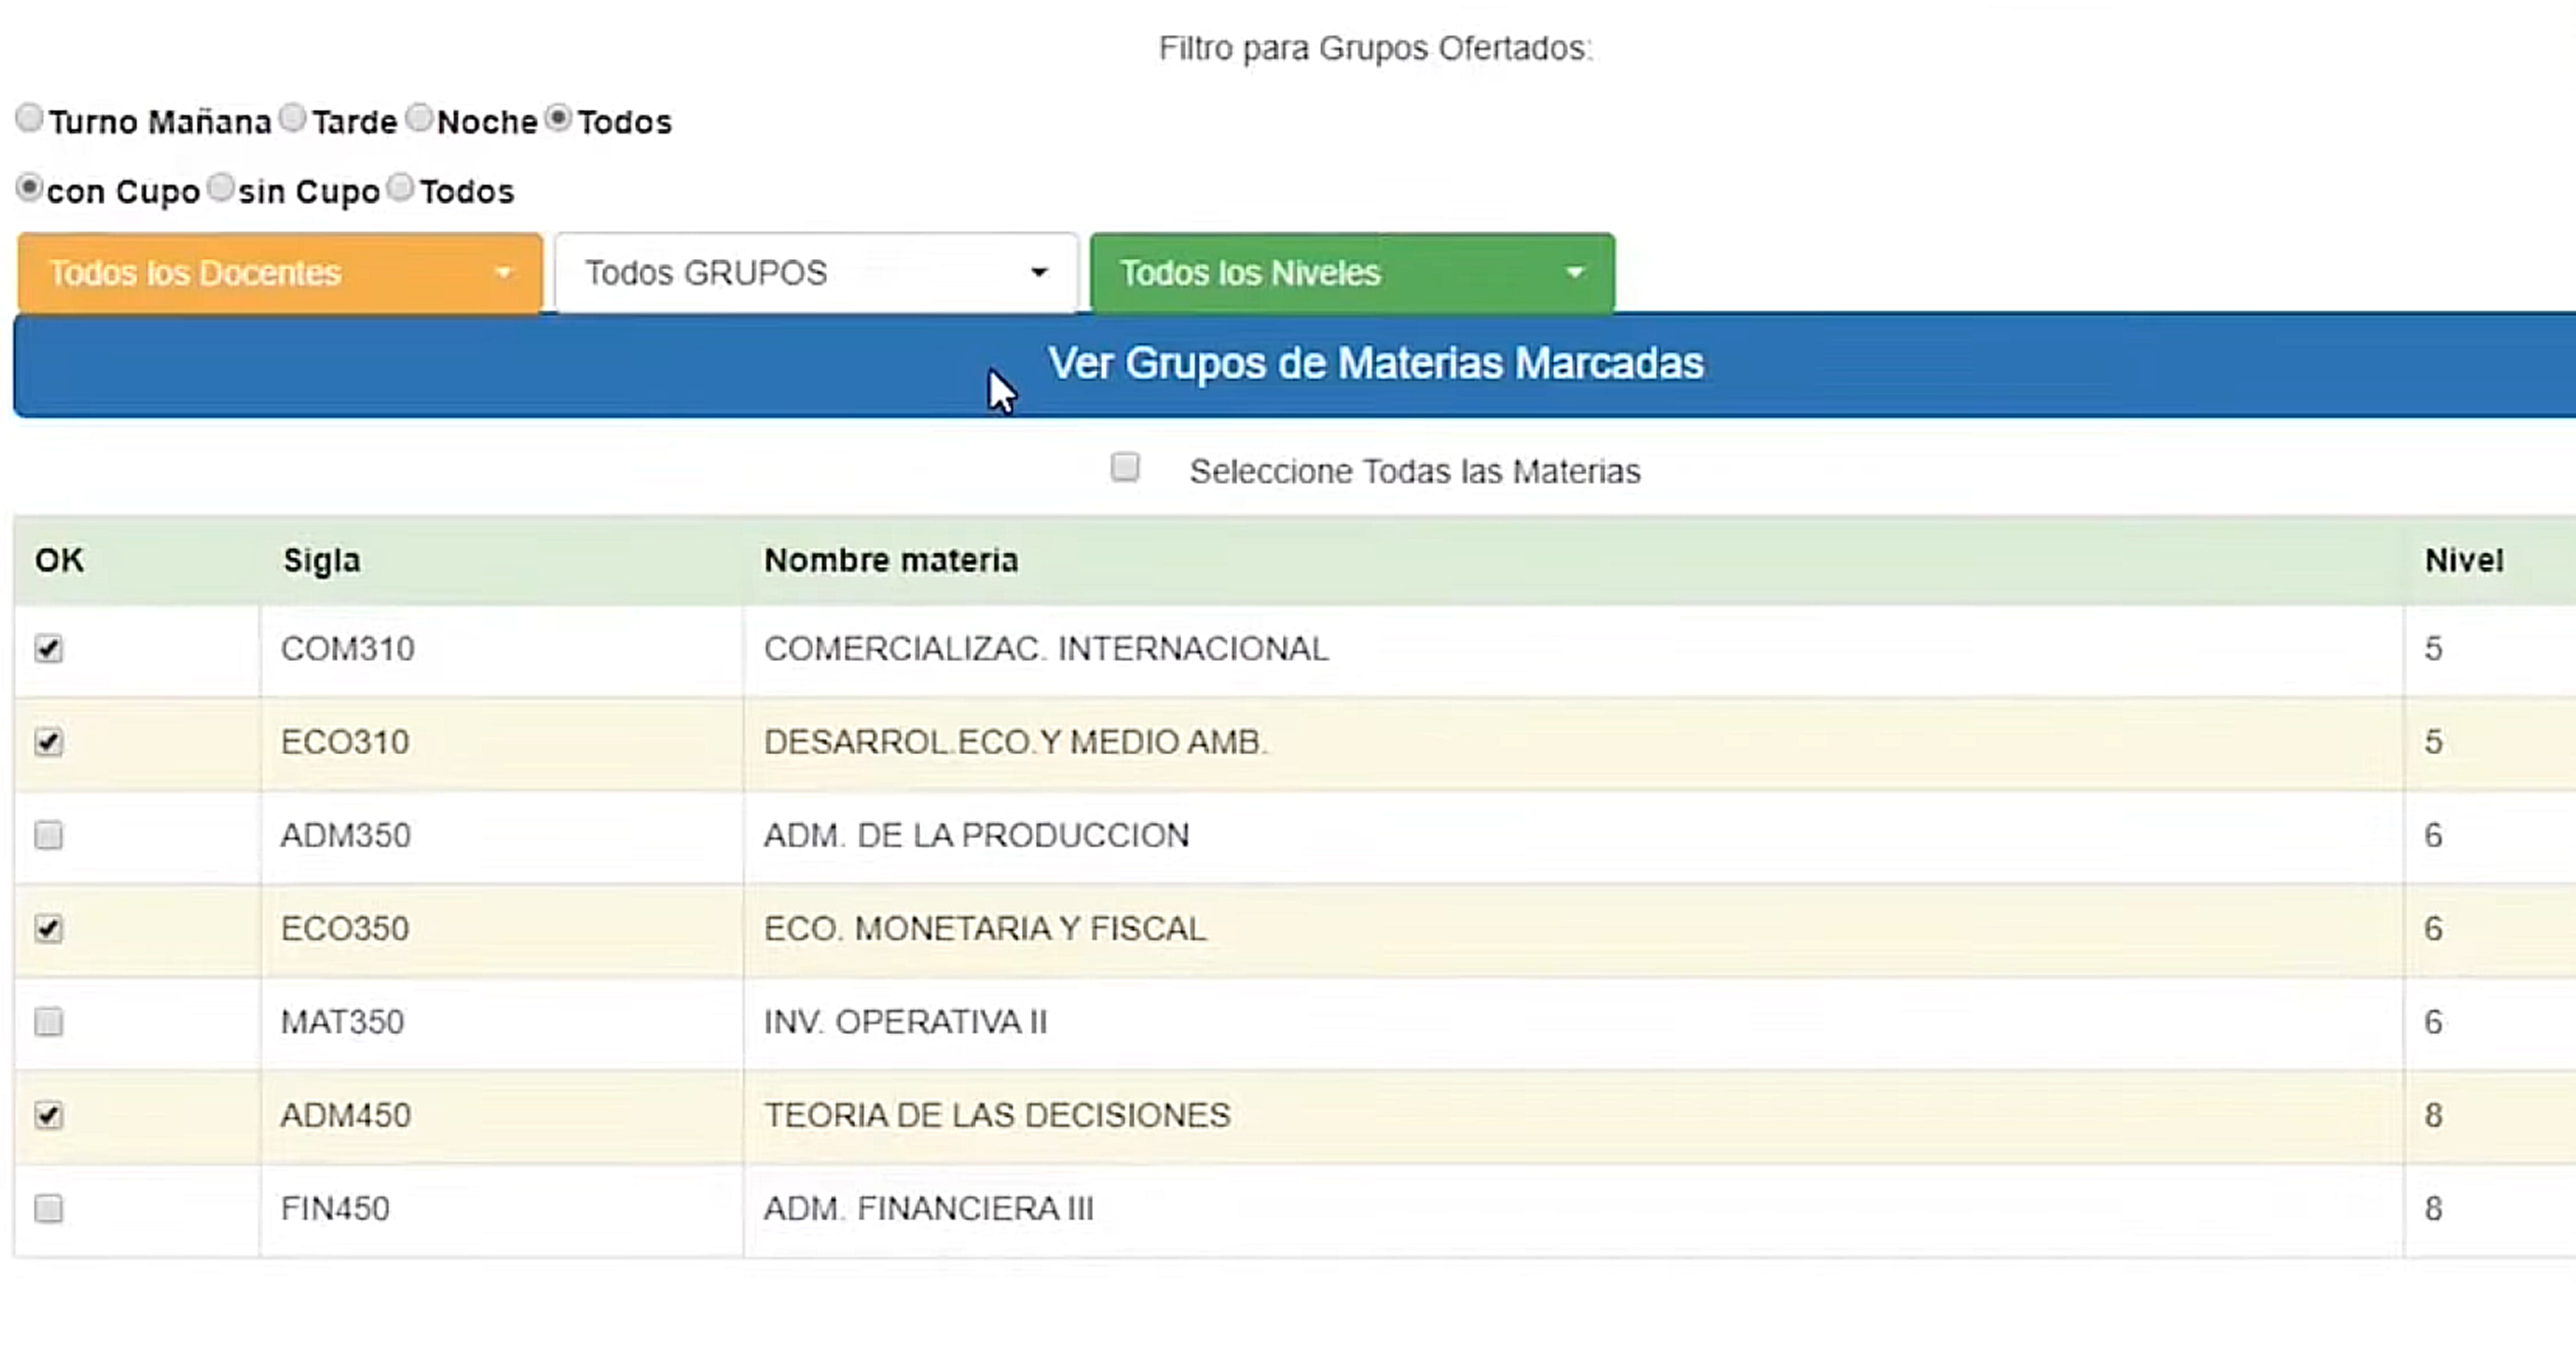 Filtro para Grupos Ofertados:
Turno Mañana Tarde Noche Todos
con Cupo sin Cupo Todos
Todos los Docentes Todos GRUPOS Todos los Niveles
Ver Grupos de Materias Marcadas
Seleccione Todas las Materias
OK Sigla Nombre materia Nivel
COM310 COMERCIALIZAC. INTERNACIONAL 5
ECO310 DESARROL.ECO.Y MEDIO AMB. 5
ADM350 ADM. DE LA PRODUCCION 6
ECO350 ECO. MONETARIA Y FISCAL 6
MAT350 INV. OPERATIVA II 6
ADM450 TEORIA DE LAS DECISIONES 8
FIN450 ADM. FINANCIERA III 8